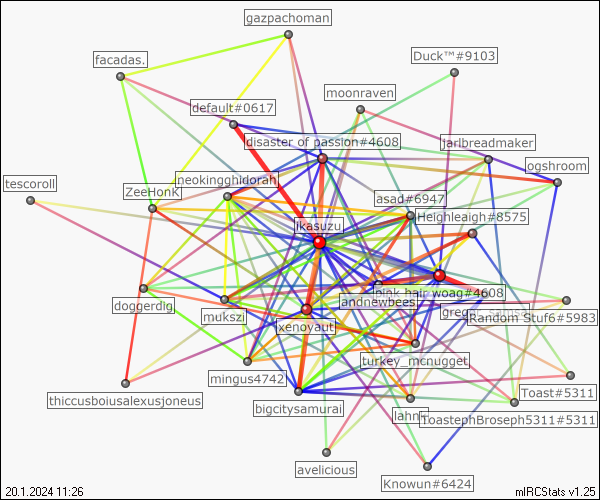 gazpachoman
facadas.
Duck™#9103
moonraven
default#0617
disaster of passion#4608
jarlbreadmaker
ogshroom
tescoroll
ZeeHonK
neokingghidorah
asad#6947
Heighleaigh#8575
ikasuzu
pink hair woag#4608
andnewbees
doggerdig
mukszi
xenoyaut
Random Stuf6#5983
turkey_mcnugget
mingus4742
Toast#5311
thiccusboiusalexusjoneus
bigcitysamurai
ToastephBroseph5311#5311
avelicious
Knowun#6424
20.1.2024 11:26
mIRCStats v1.25